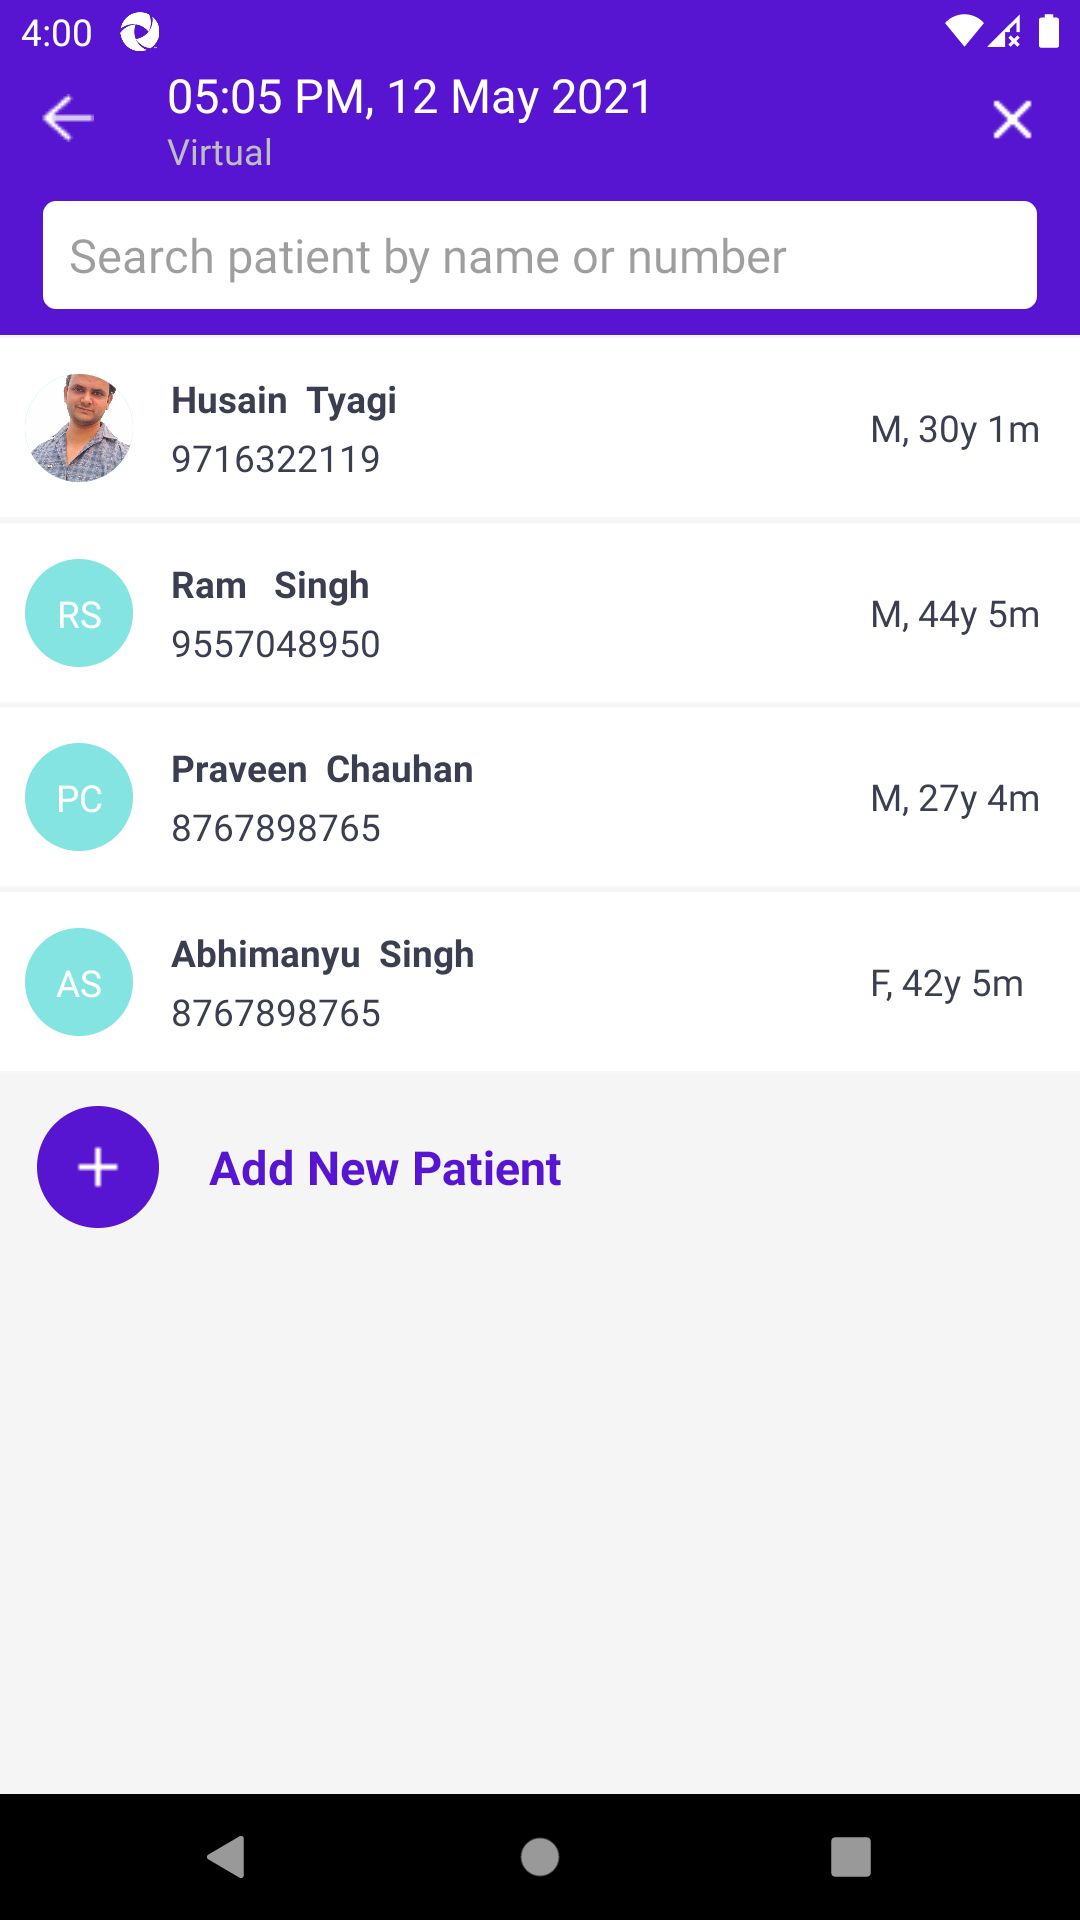 4:00
05:05 PM, 12 May 2021
Virtual
Search patient by name or number
Husain Tyagi
9716322119
M, 30y 1m
RS
Ram Singh
9557048950
M, 44y 5m
PC
Praveen Chauhan
8767898765
M, 27y 4m
AS
Abhimanyu Singh
8767898765
F, 42y 5m
Add New Patient